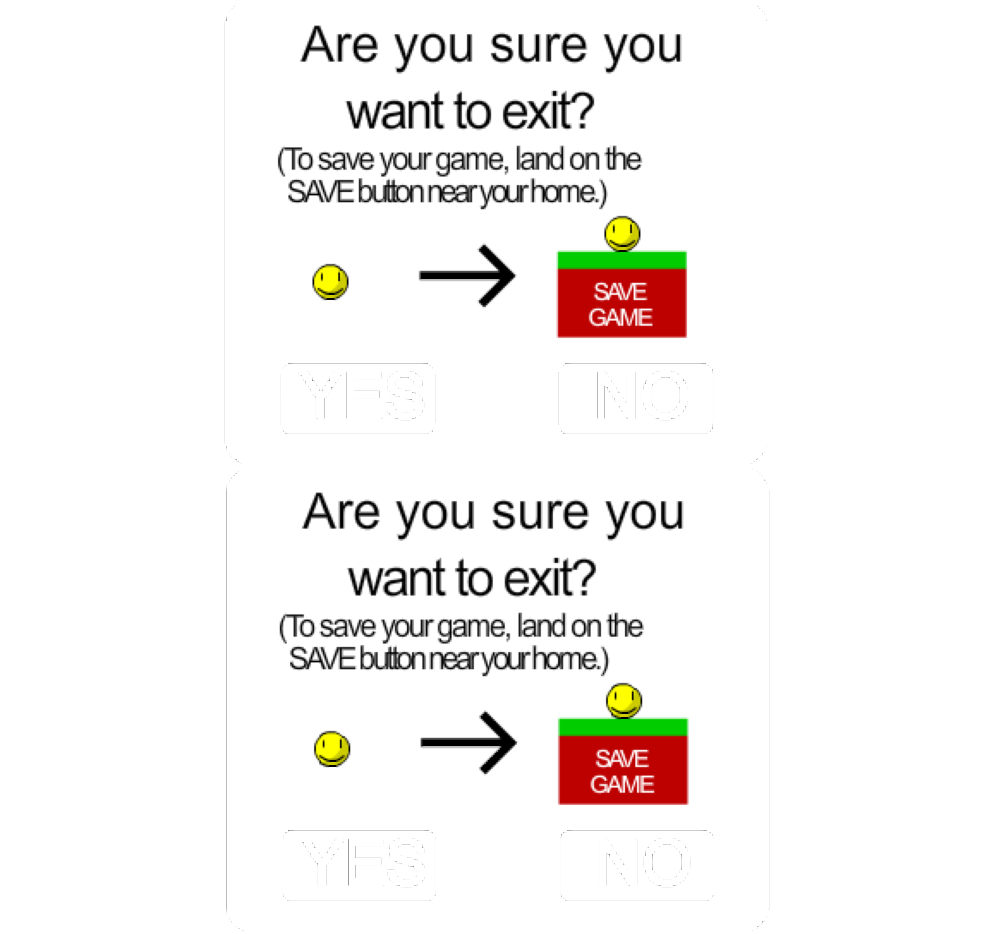 Are you sure you
want to exit?
(To save your game, land on the
SAVE button near your home.)
SAVE
GAME
YES
NO
Are you sure you
want to exit?
(To save your game, land on the
SAVE button near your home.)
SAVE
GAME
YES
NO